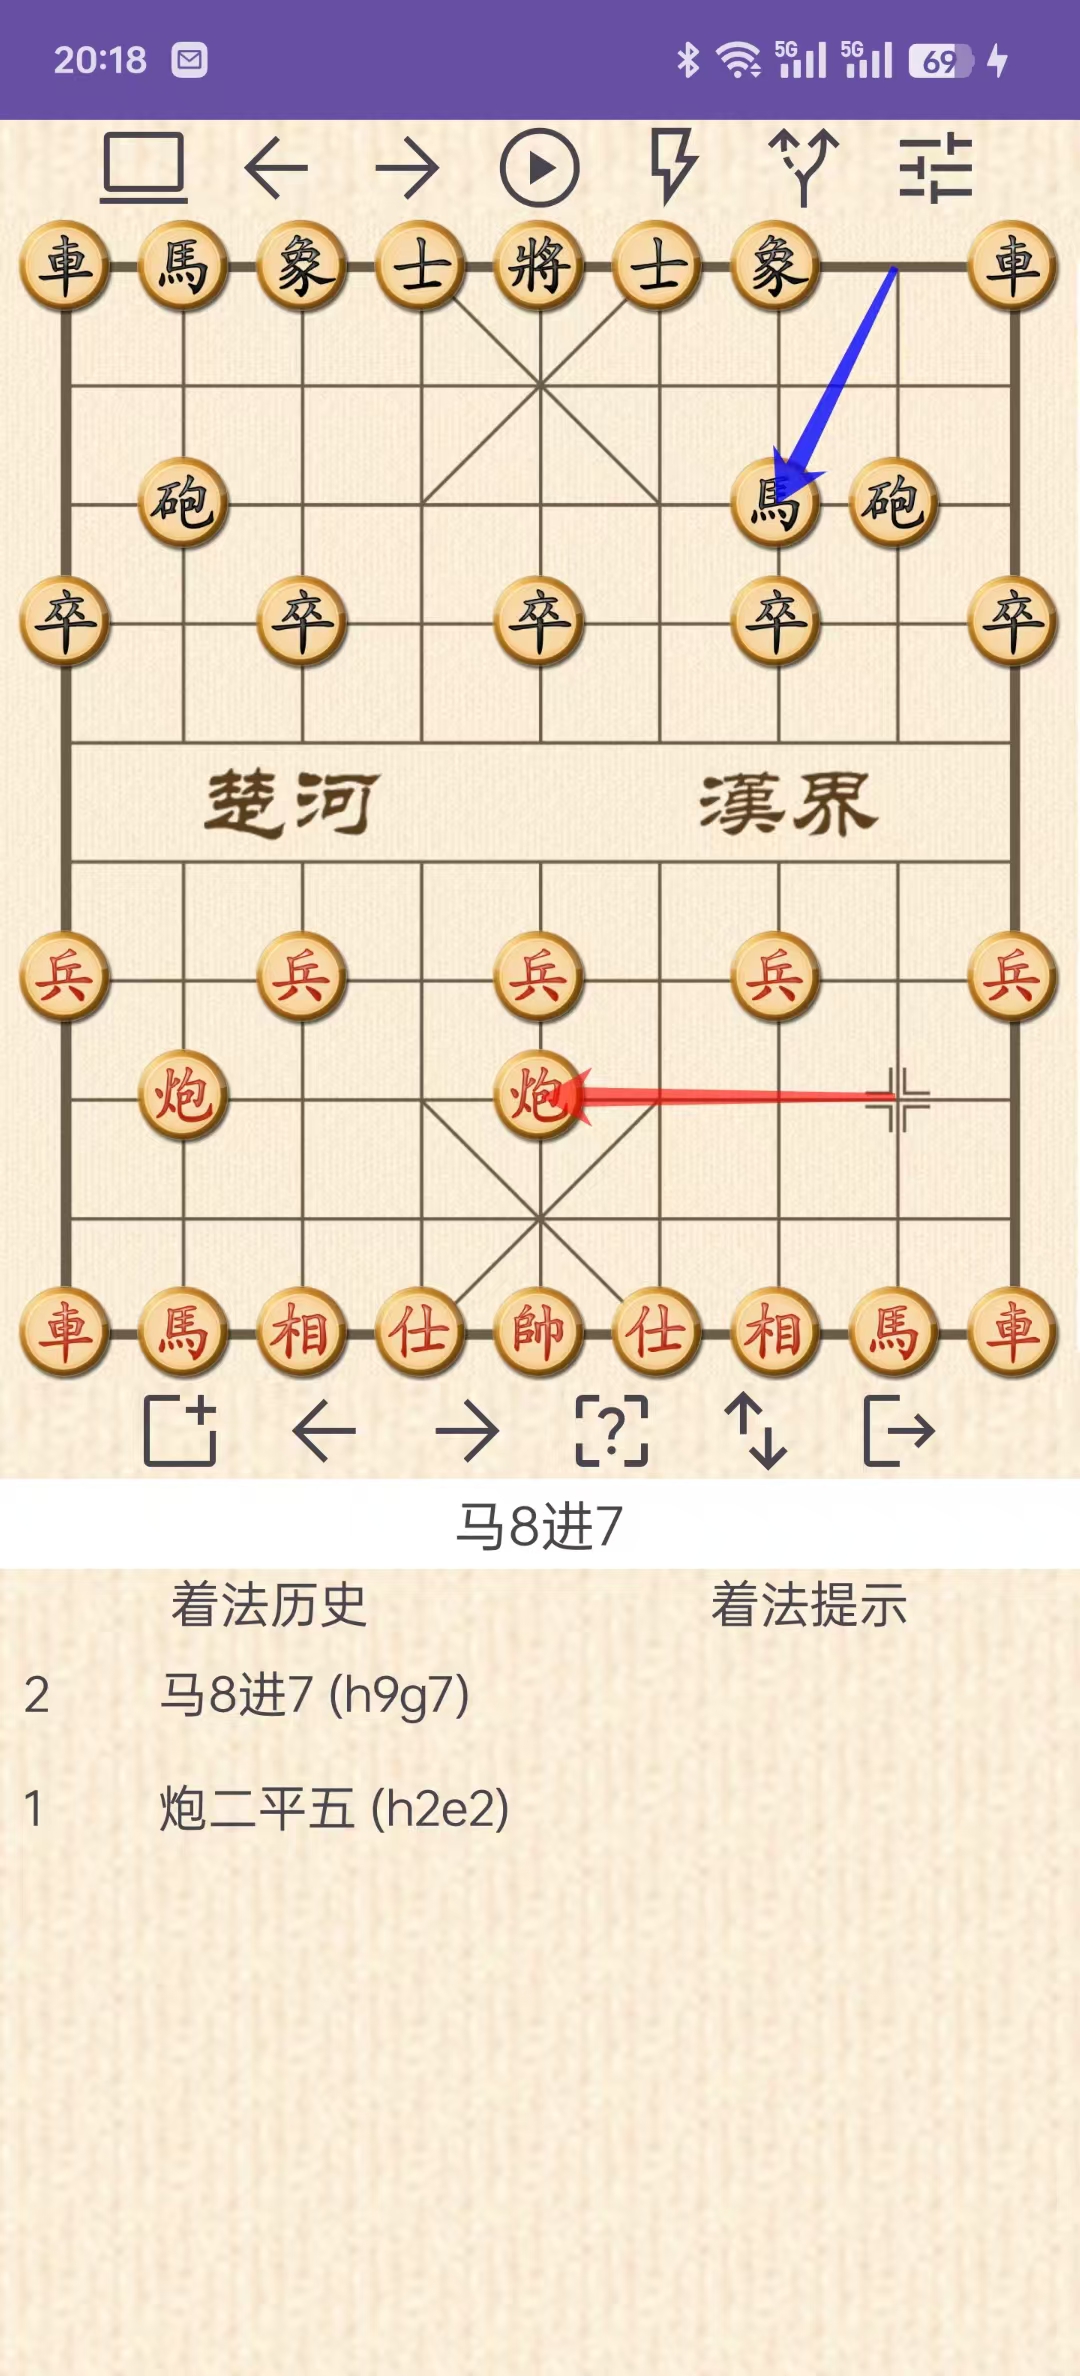 20:18 5G 5G 69
車 馬 象 士 將 士 象 車
砲 馬 砲
卒 卒 卒 卒 卒
楚河 漢界
兵 兵 兵 兵 兵
炮 炮
車 馬 相 仕 帥 仕 相 馬 車
?
马8进7
着法历史 着法提示
2 马8进7 (h9g7)
1 炮二平五 (h2e2)